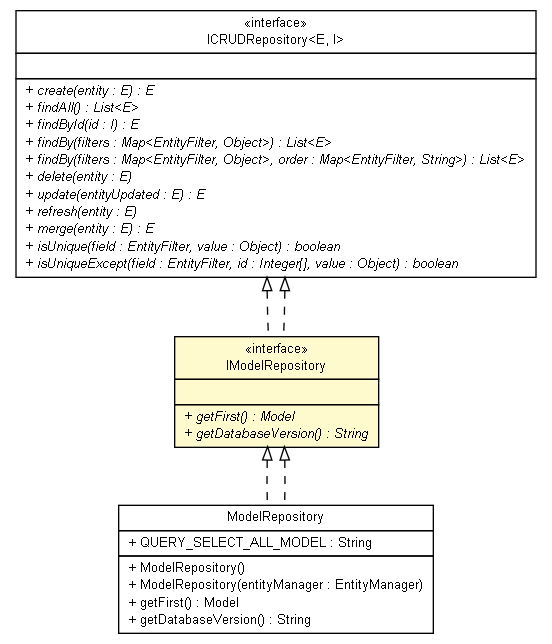 «interface»
ICRUDRepository<E, I>
+ create(entity : E) : E
+ findAll() : List<E>
+ findById(id : I) : E
+ findBy(filters : Map<EntityFilter, Object>) : List<E>
+ findBy(filters : Map<EntityFilter, Object>, order : Map<EntityFilter, String>) : List<E>
+ delete(entity : E)
+ update(entityUpdated : E) : E
+ refresh(entity : E)
+ merge(entity : E) : E
+ isUnique(field : EntityFilter, value : Object) : boolean
+ isUniqueExcept(field : EntityFilter, id : Integer[], value : Object) : boolean
«interface»
IModelRepository
+ getFirst() : Model
+ getDatabaseVersion() : String
ModelRepository
+ QUERY_SELECT_ALL_MODEL : String
+ ModelRepository()
+ ModelRepository(entityManager : EntityManager)
+ getFirst() : Model
+ getDatabaseVersion() : String